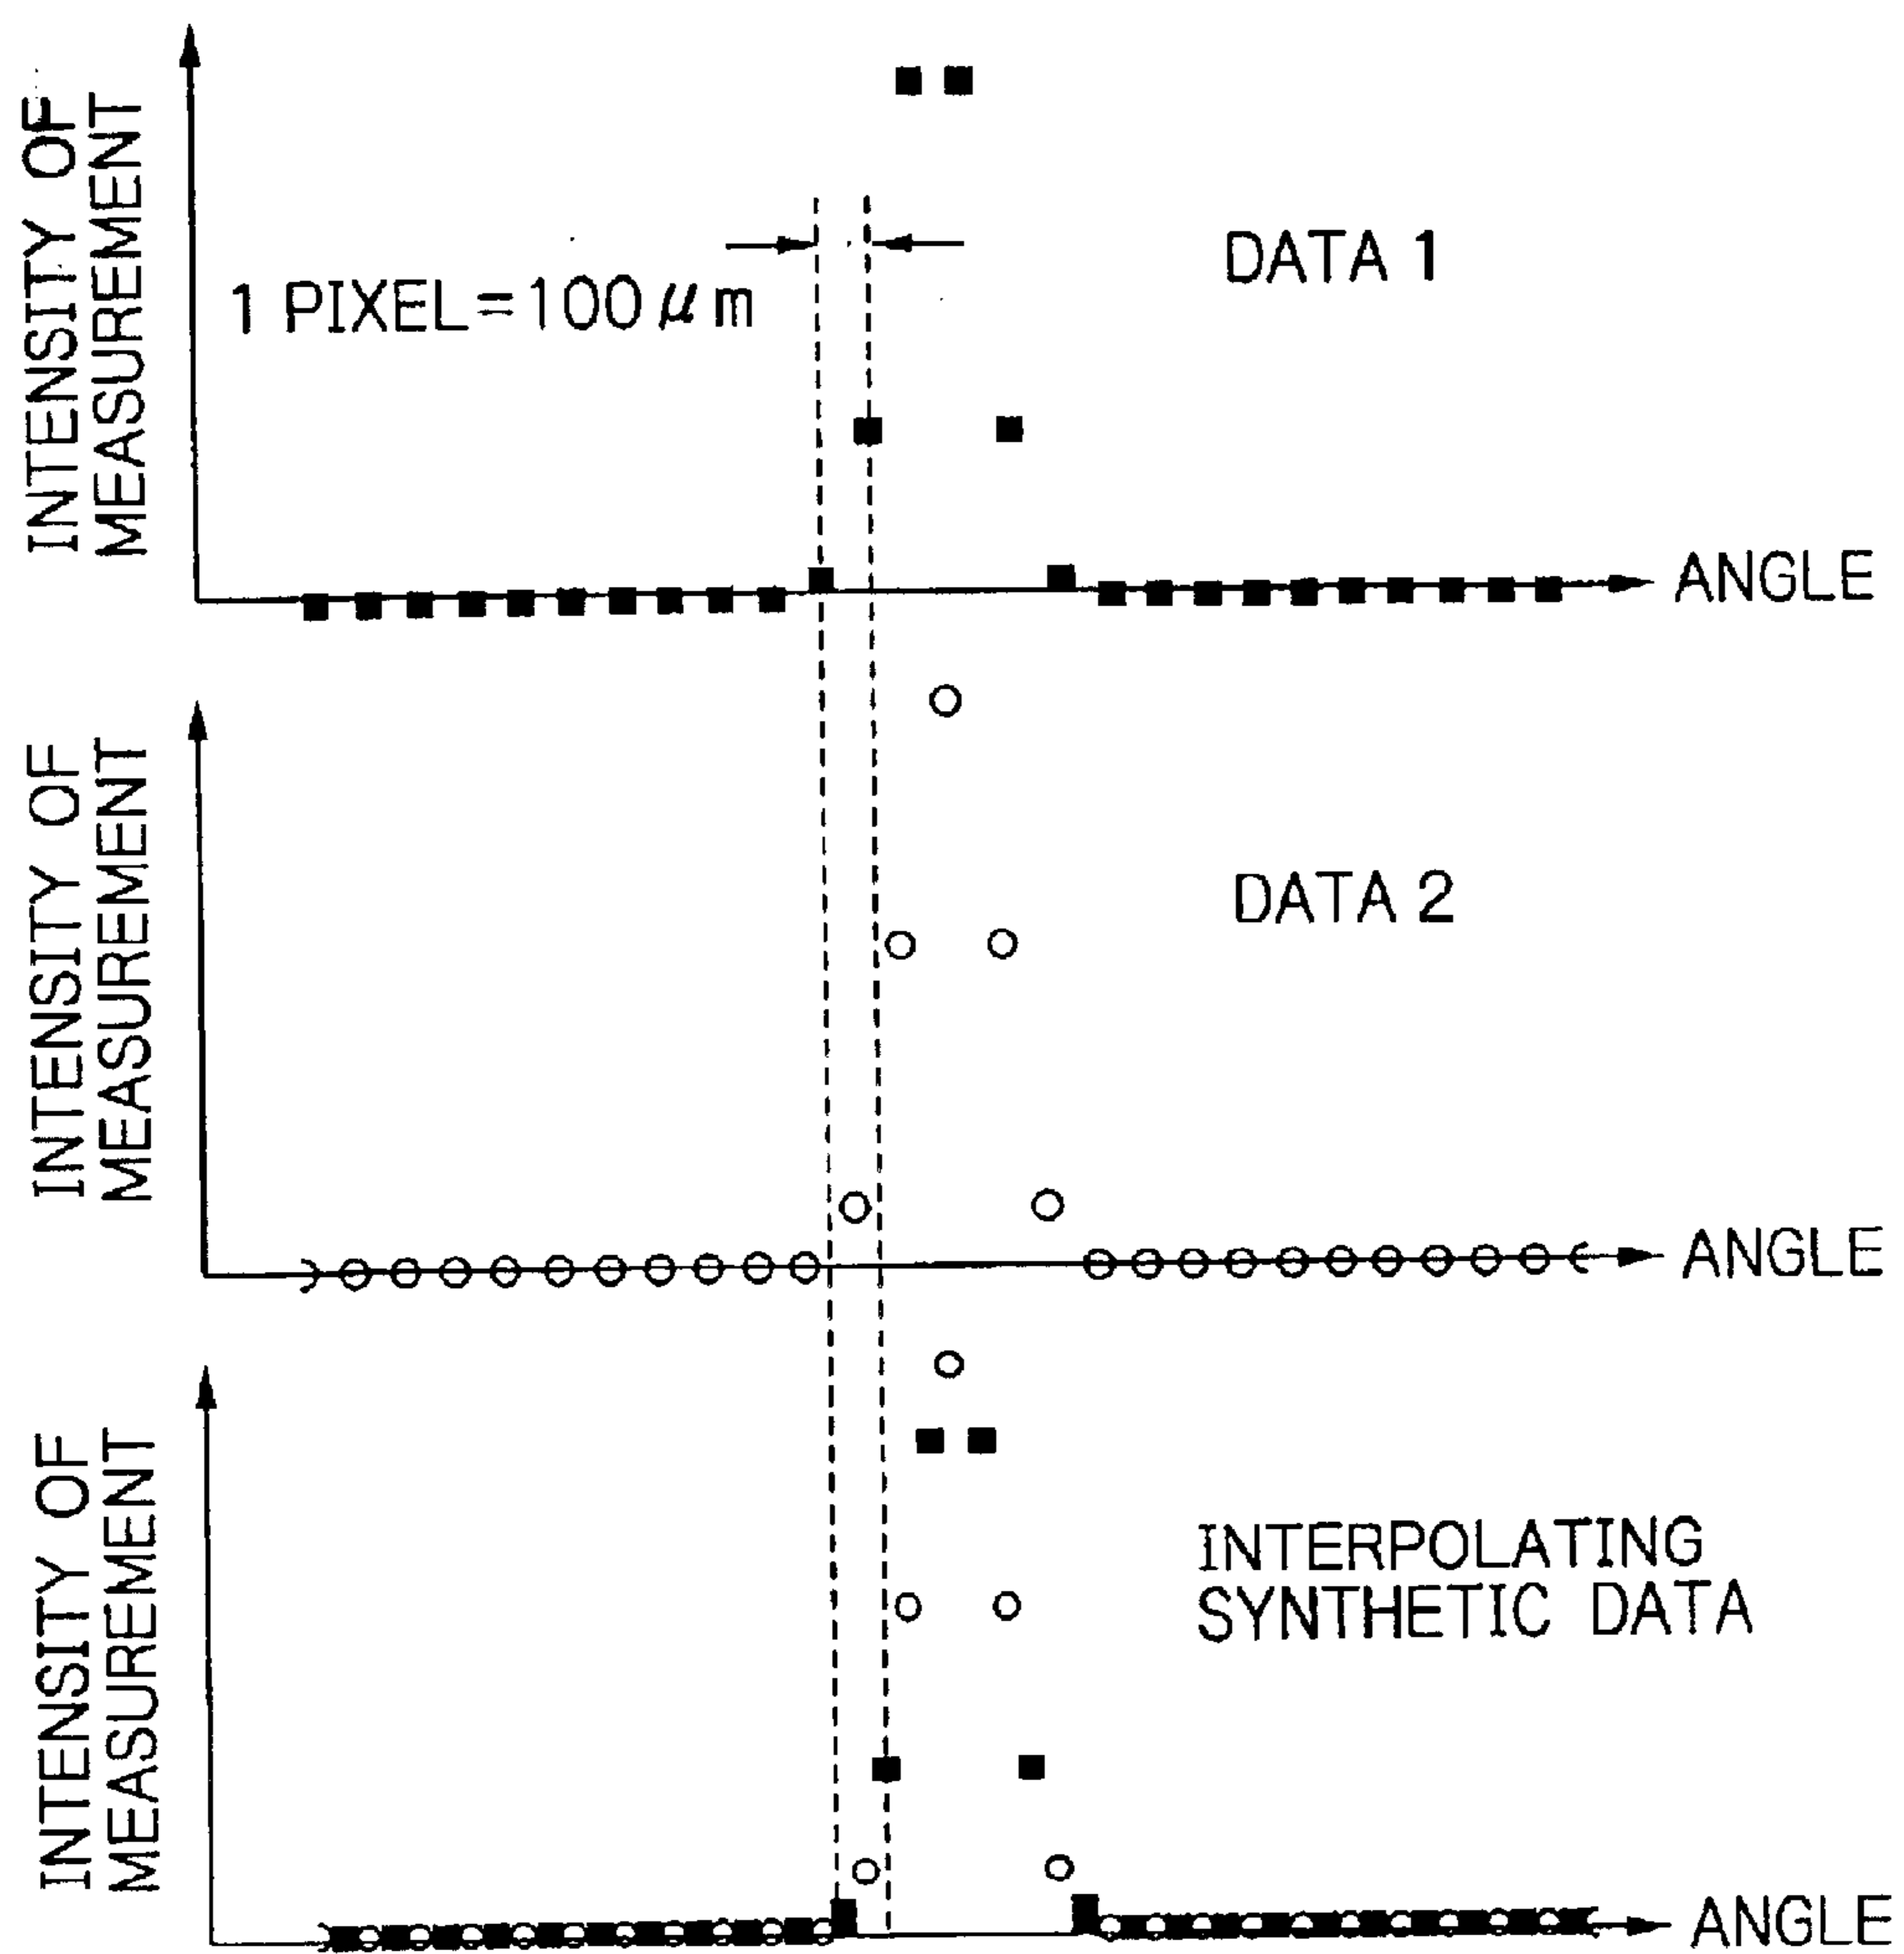 INTENSITY OF
MEASUREMENT
1 PIXEL=100μm
DATA 1
ANGLE
INTENSITY OF
MEASUREMENT
DATA 2
ANGLE
INTENSITY OF
MEASUREMENT
INTERPOLATING
SYNTHETIC DATA
ANGLE